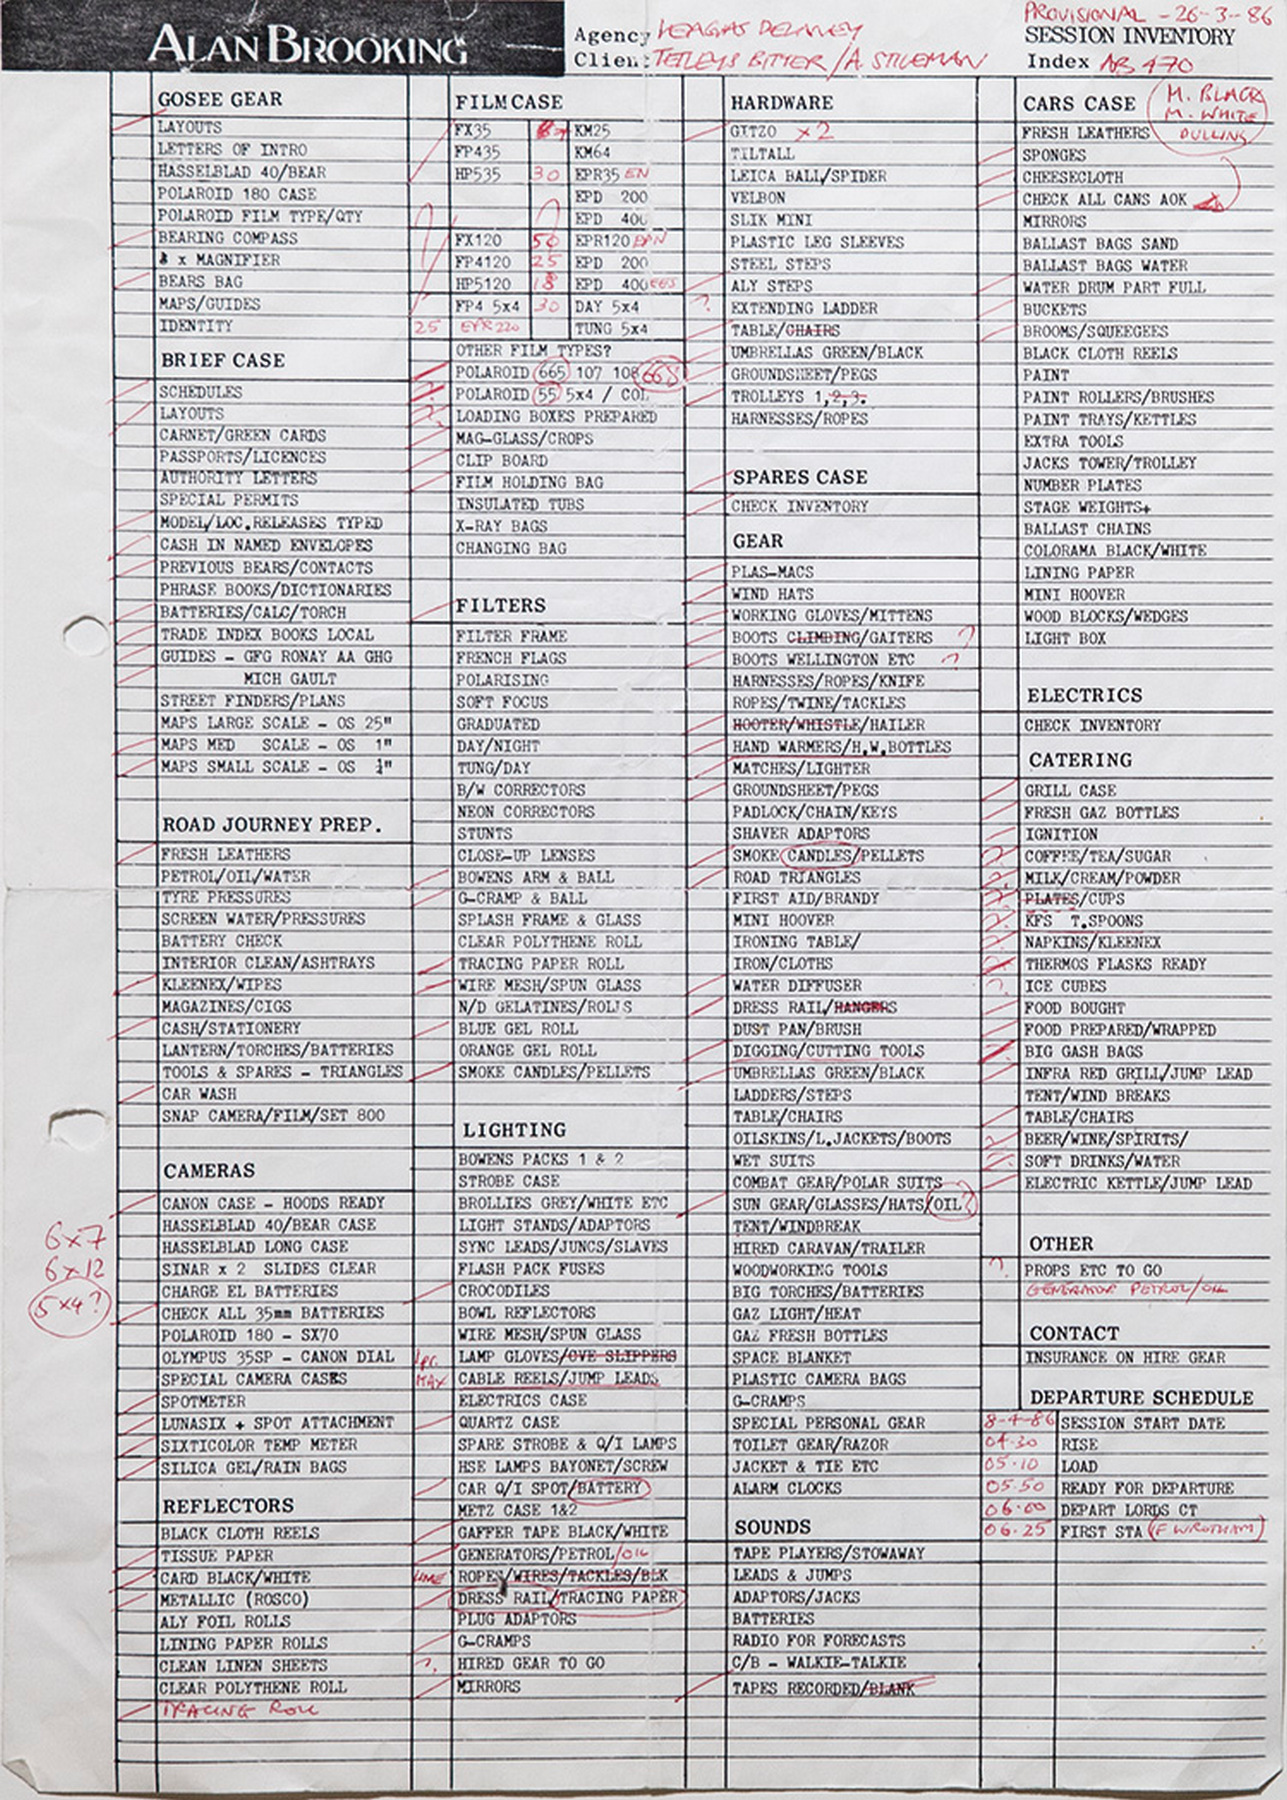 ALAN BROOKING
Agency LEAGAS DELANEY
Client TETLEYS BITTER / A STILEMAN
PROVISIONAL - 26-3-86
SESSION INVENTORY
Index AB 470
GOSEE GEAR
LAYOUTS
LETTERS OF INTRO
HASSELBLAD 40/BEAR
POLAROID 180 CASE
POLAROID FILM TYPE/QTY
BEARING COMPASS
x MAGNIFIER
BEARS BAG
MAPS/GUIDES
IDENTITY
BRIEF CASE
SCHEDULES
LAYOUTS
CARNET/GREEN CARDS
PASSPORTS/LICENCES
AUTHORITY LETTERS
SPECIAL PERMITS
MODEL/LOC.RELEASES TYPED
CASH IN NAMED ENVELOPES
PREVIOUS BEARS/CONTACTS
PHRASE BOOKS/DICTIONARIES
BATTERIES/CALC/TORCH
TRADE INDEX BOOKS LOCAL
GUIDES - GFG RONAY AA GHG
MICH GAULT
STREET FINDERS/PLANS
MAPS LARGE SCALE - OS 25"
MAPS MED SCALE - OS 1"
MAPS SMALL SCALE - OS ¼"
ROAD JOURNEY PREP.
FRESH LEATHERS
PETROL/OIL/WATER
TYRE PRESSURES
SCREEN WATER/PRESSURES
BATTERY CHECK
INTERIOR CLEAN/ASHTRAYS
KLEENEX/WIPES
MAGAZINES/CIGS
CASH/STATIONERY
LANTERN/TORCHES/BATTERIES
TOOLS & SPARES - TRIANGLES
CAR WASH
SNAP CAMERA/FILM/SET 800
CAMERAS
CANON CASE - HOODS READY
HASSELBLAD 40/BEAR CASE
6x7
HASSELBLAD LONG CASE
6x12
SINAR x 2 SLIDES CLEAR
5x4?
CHARGE EL BATTERIES
CHECK ALL 35mm BATTERIES
POLAROID 180 - SX70
OLYMPUS 35SP - CANON DIAL
SPECIAL CAMERA CASES
SPOTMETER
LUNASIX + SPOT ATTACHMENT
SIXTICOLOR TEMP METER
SILICA GEL/RAIN BAGS
REFLECTORS
BLACK CLOTH REELS
TISSUE PAPER
CARD BLACK/WHITE
METALLIC (ROSCO)
ALY FOIL ROLLS
LINING PAPER ROLLS
CLEAN LINEN SHEETS
CLEAR POLYTHENE ROLL
TRACING ROLL
FILM CASE
FX35 KM25
FP435 KM64
HP535 30 EPR35 EN
EPD 200
EPD 400
FX120 50 EPR120 EPN
FP4120 25 EPD 200
HP5120 18 EPD 400 EES
FP4 5x4 30 DAY 5x4
25 EPR 220 TUNG 5x4
OTHER FILM TYPES?
POLAROID 665 107 108 668
POLAROID 55 5x4 / COL
LOADING BOXES PREPARED
MAG-GLASS/CROPS
CLIP BOARD
FILM HOLDING BAG
INSULATED TUBS
X-RAY BAGS
CHANGING BAG
FILTERS
FILTER FRAME
FRENCH FLAGS
POLARISING
SOFT FOCUS
GRADUATED
DAY/NIGHT
TUNG/DAY
B/W CORRECTORS
NEON CORRECTORS
STUNTS
CLOSE-UP LENSES
BOWENS ARM & BALL
G-CRAMP & BALL
SPLASH FRAME & GLASS
CLEAR POLYTHENE ROLL
TRACING PAPER ROLL
WIRE MESH/SPUN GLASS
N/D GELATINES/ROLLS
BLUE GEL ROLL
ORANGE GEL ROLL
SMOKE CANDLES/PELLETS
LIGHTING
BOWENS PACKS 1 & 2
STROBE CASE
BROLLIES GREY/WHITE ETC
LIGHT STANDS/ADAPTORS
SYNC LEADS/JUNCS/SLAVES
FLASH PACK FUSES
CROCODILES
BOWL REFLECTORS
WIRE MESH/SPUN GLASS
1pr. LAMP GLOVES/OVE SLIPPERS
MAX CABLE REELS/JUMP LEADS
ELECTRICS CASE
QUARTZ CASE
SPARE STROBE & Q/I LAMPS
HSE LAMPS BAYONET/SCREW
CAR Q/I SPOT/BATTERY
METZ CASE 1&2
GAFFER TAPE BLACK/WHITE
GENERATORS/PETROL/OIL
ROPES/WIRES/TACKLES/BLK
DRESS RAIL/TRACING PAPER
PLUG ADAPTORS
G-CRAMPS
HIRED GEAR TO GO
MIRRORS
HARDWARE
GITZO x2
TILTALL
LEICA BALL/SPIDER
VELBON
SLIK MINI
PLASTIC LEG SLEEVES
STEEL STEPS
ALY STEPS
? EXTENDING LADDER
TABLE/CHAIRS
UMBRELLAS GREEN/BLACK
GROUNDSHEET/PEGS
TROLLEYS 1,2,3.
HARNESSES/ROPES
SPARES CASE
CHECK INVENTORY
GEAR
PLAS-MACS
WIND HATS
WORKING GLOVES/MITTENS
BOOTS CLIMBING/GAITERS ?
BOOTS WELLINGTON ETC ?
HARNESSES/ROPES/KNIFE
ROPES/TWINE/TACKLES
HOOTER/WHISTLE/HAILER
HAND WARMERS/H.W.BOTTLES
MATCHES/LIGHTER
GROUNDSHEET/PEGS
PADLOCK/CHAIN/KEYS
SHAVER ADAPTORS
SMOKE CANDLES/PELLETS
ROAD TRIANGLES
FIRST AID/BRANDY
MINI HOOVER
IRONING TABLE/
IRON/CLOTHS
WATER DIFFUSER
DRESS RAIL/HANGERS
DUST PAN/BRUSH
DIGGING/CUTTING TOOLS
UMBRELLAS GREEN/BLACK
LADDERS/STEPS
TABLE/CHAIRS
OILSKINS/L.JACKETS/BOOTS
WET SUITS
COMBAT GEAR/POLAR SUITS
SUN GEAR/GLASSES/HATS/OIL?
TENT/WINDBREAK
HIRED CARAVAN/TRAILER
WOODWORKING TOOLS
BIG TORCHES/BATTERIES
GAZ LIGHT/HEAT
GAZ FRESH BOTTLES
SPACE BLANKET
PLASTIC CAMERA BAGS
G-CRAMPS
SPECIAL PERSONAL GEAR
TOILET GEAR/RAZOR
JACKET & TIE ETC
ALARM CLOCKS
SOUNDS
TAPE PLAYERS/STOWAWAY
LEADS & JUMPS
ADAPTORS/JACKS
BATTERIES
RADIO FOR FORECASTS
C/B - WALKIE-TALKIE
TAPES RECORDED/BLANK
CARS CASE
M. BLACK
M. WHITE
DULLING
FRESH LEATHERS
SPONGES
CHEESECLOTH
CHECK ALL CANS AOK
MIRRORS
BALLAST BAGS SAND
BALLAST BAGS WATER
WATER DRUM PART FULL
BUCKETS
BROOMS/SQUEEGEES
BLACK CLOTH REELS
PAINT
PAINT ROLLERS/BRUSHES
PAINT TRAYS/KETTLES
EXTRA TOOLS
JACKS TOWER/TROLLEY
NUMBER PLATES
STAGE WEIGHTS+
BALLAST CHAINS
COLORAMA BLACK/WHITE
LINING PAPER
MINI HOOVER
WOOD BLOCKS/WEDGES
LIGHT BOX
ELECTRICS
CHECK INVENTORY
CATERING
GRILL CASE
FRESH GAZ BOTTLES
IGNITION
COFFEE/TEA/SUGAR
MILK/CREAM/POWDER
PLATES/CUPS
KFS T.SPOONS
NAPKINS/KLEENEX
THERMOS FLASKS READY
ICE CUBES
FOOD BOUGHT
FOOD PREPARED/WRAPPED
BIG GASH BAGS
INFRA RED GRILL/JUMP LEAD
TENT/WIND BREAKS
TABLE/CHAIRS
BEER/WINE/SPIRITS/
SOFT DRINKS/WATER
ELECTRIC KETTLE/JUMP LEAD
OTHER
? PROPS ETC TO GO
GENERATOR PETROL/OIL
CONTACT
INSURANCE ON HIRE GEAR
DEPARTURE SCHEDULE
8-4-86 SESSION START DATE
04.30 RISE
05.10 LOAD
05.50 READY FOR DEPARTURE
06.00 DEPART LORDS CT
06.25 FIRST STA (F WROTHAM)